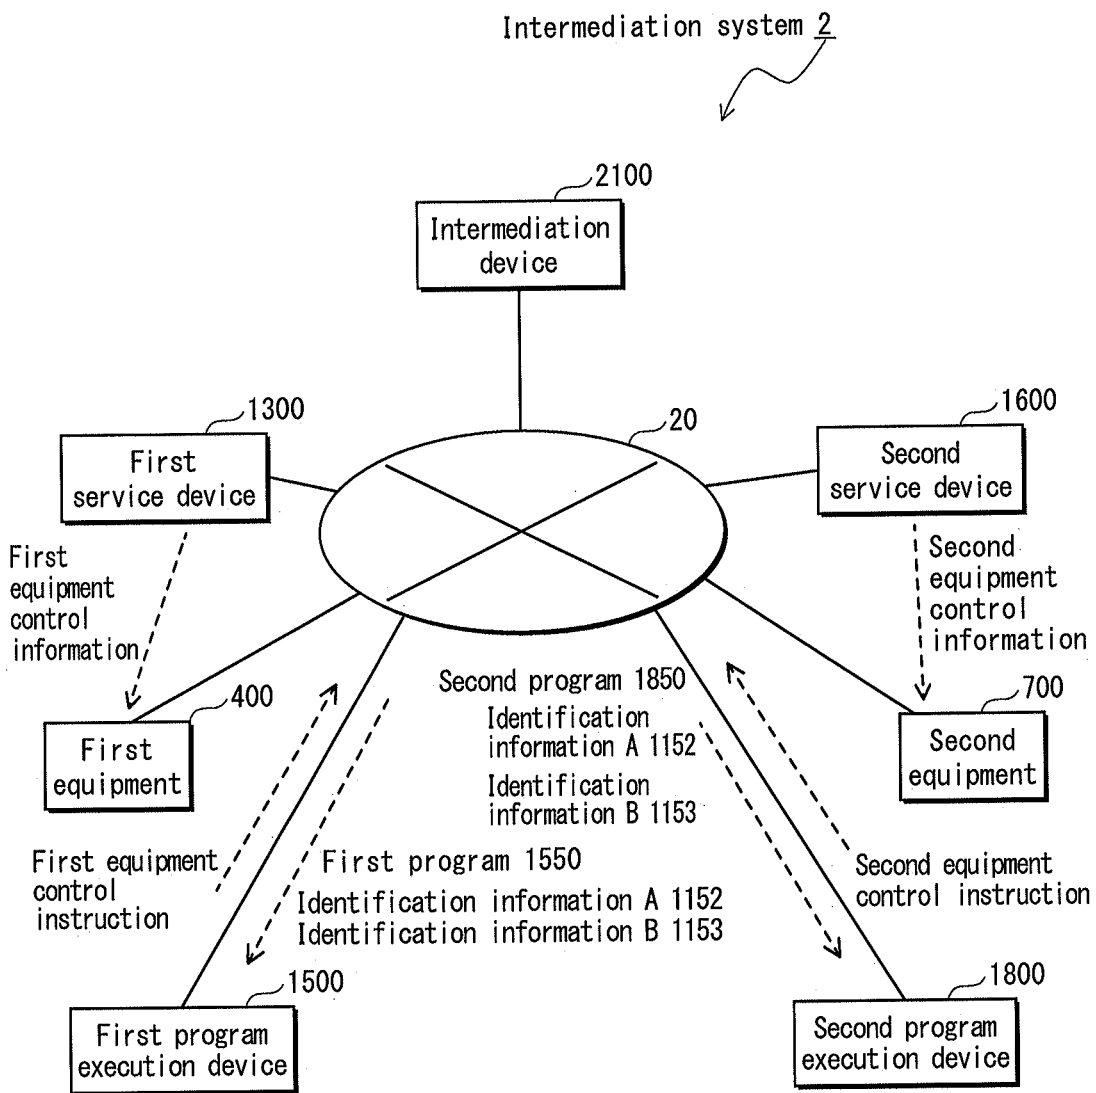 Intermediation system 2
2100
Intermediation
device
1300
First
service device
20
1600
Second
service device
First
equipment
control
information
Second
equipment
control
information
400
First
equipment
Second program 1850
Identification
information A 1152
Identification
information B 1153
700
Second
equipment
First equipment
control
instruction
First program 1550
Identification information A 1152
Identification information B 1153
Second equipment
control instruction
1500
First program
execution device
1800
Second program
execution device